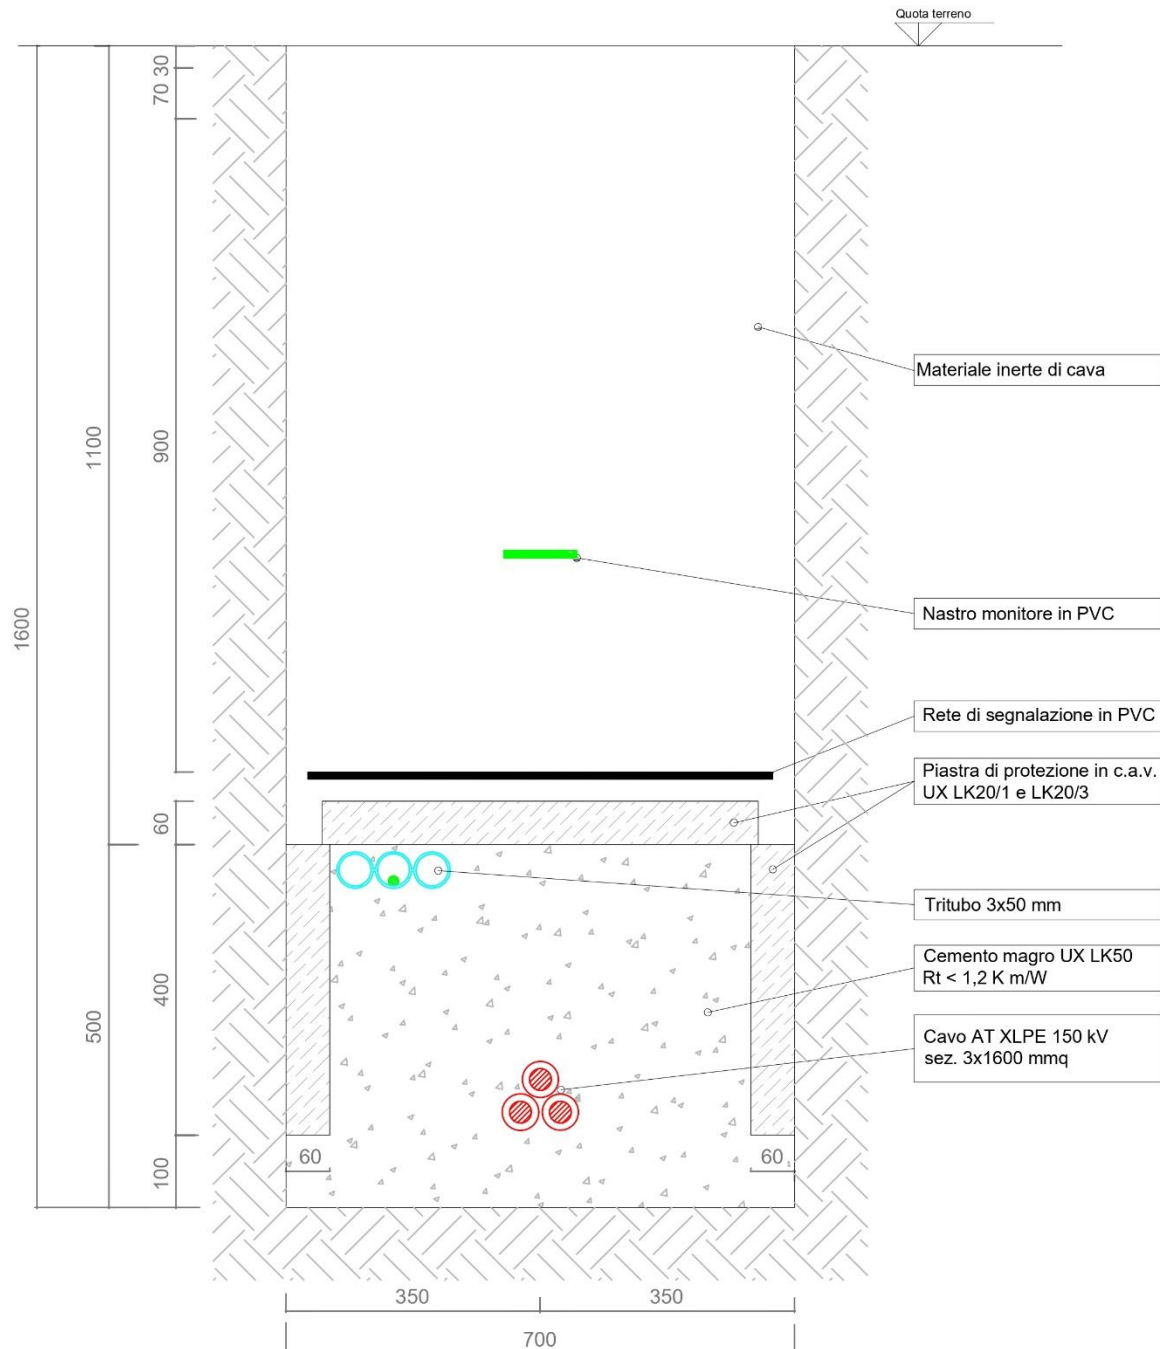 Quota terreno
30
70
Materiale inerte di cava
1100
900
Nastro monitore in PVC
1600
Rete di segnalazione in PVC
Piastra di protezione in c.a.v.
UX LK20/1 e LK20/3
60
Tritubo 3x50 mm
Cemento magro UX LK50
Rt < 1,2 K m/W
400
500
Cavo AT XLPE 150 kV
sez. 3x1600 mmq
60
60
100
350
350
700